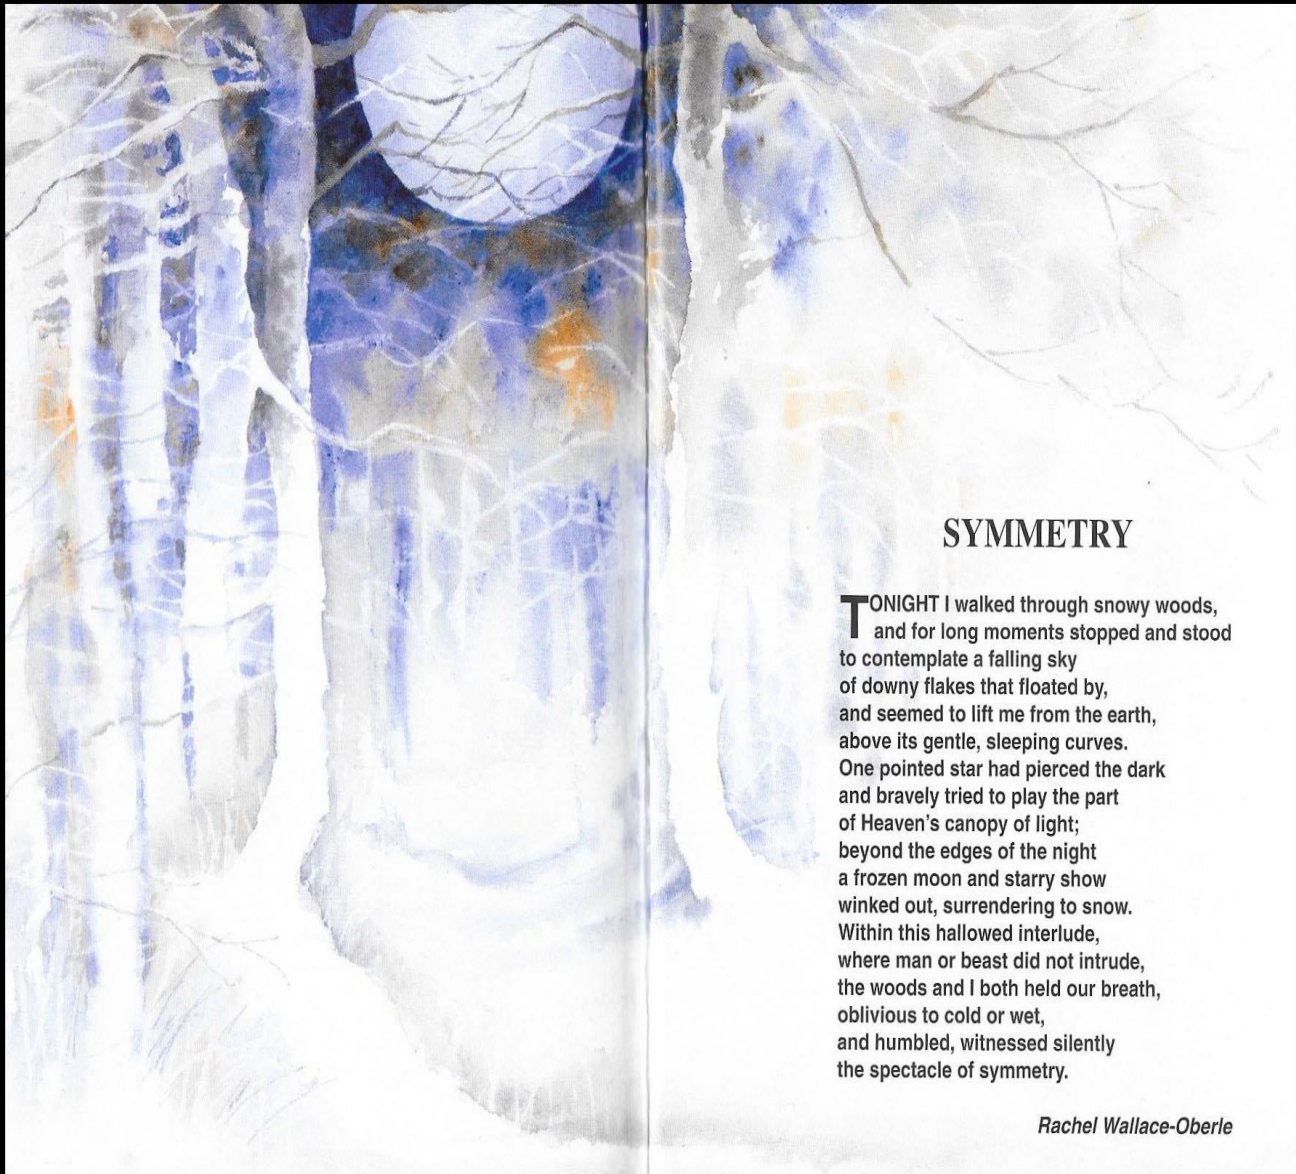 SYMMETRY
TONIGHT I walked through snowy woods,
and for long moments stopped and stood
to contemplate a falling sky
of downy flakes that floated by,
and seemed to lift me from the earth,
above its gentle, sleeping curves.
One pointed star had pierced the dark
and bravely tried to play the part
of Heaven's canopy of light;
beyond the edges of the night
a frozen moon and starry show
winked out, surrendering to snow.
Within this hallowed interlude,
where man or beast did not intrude,
the woods and I both held our breath,
oblivious to cold or wet,
and humbled, witnessed silently
the spectacle of symmetry.
Rachel Wallace-Oberle